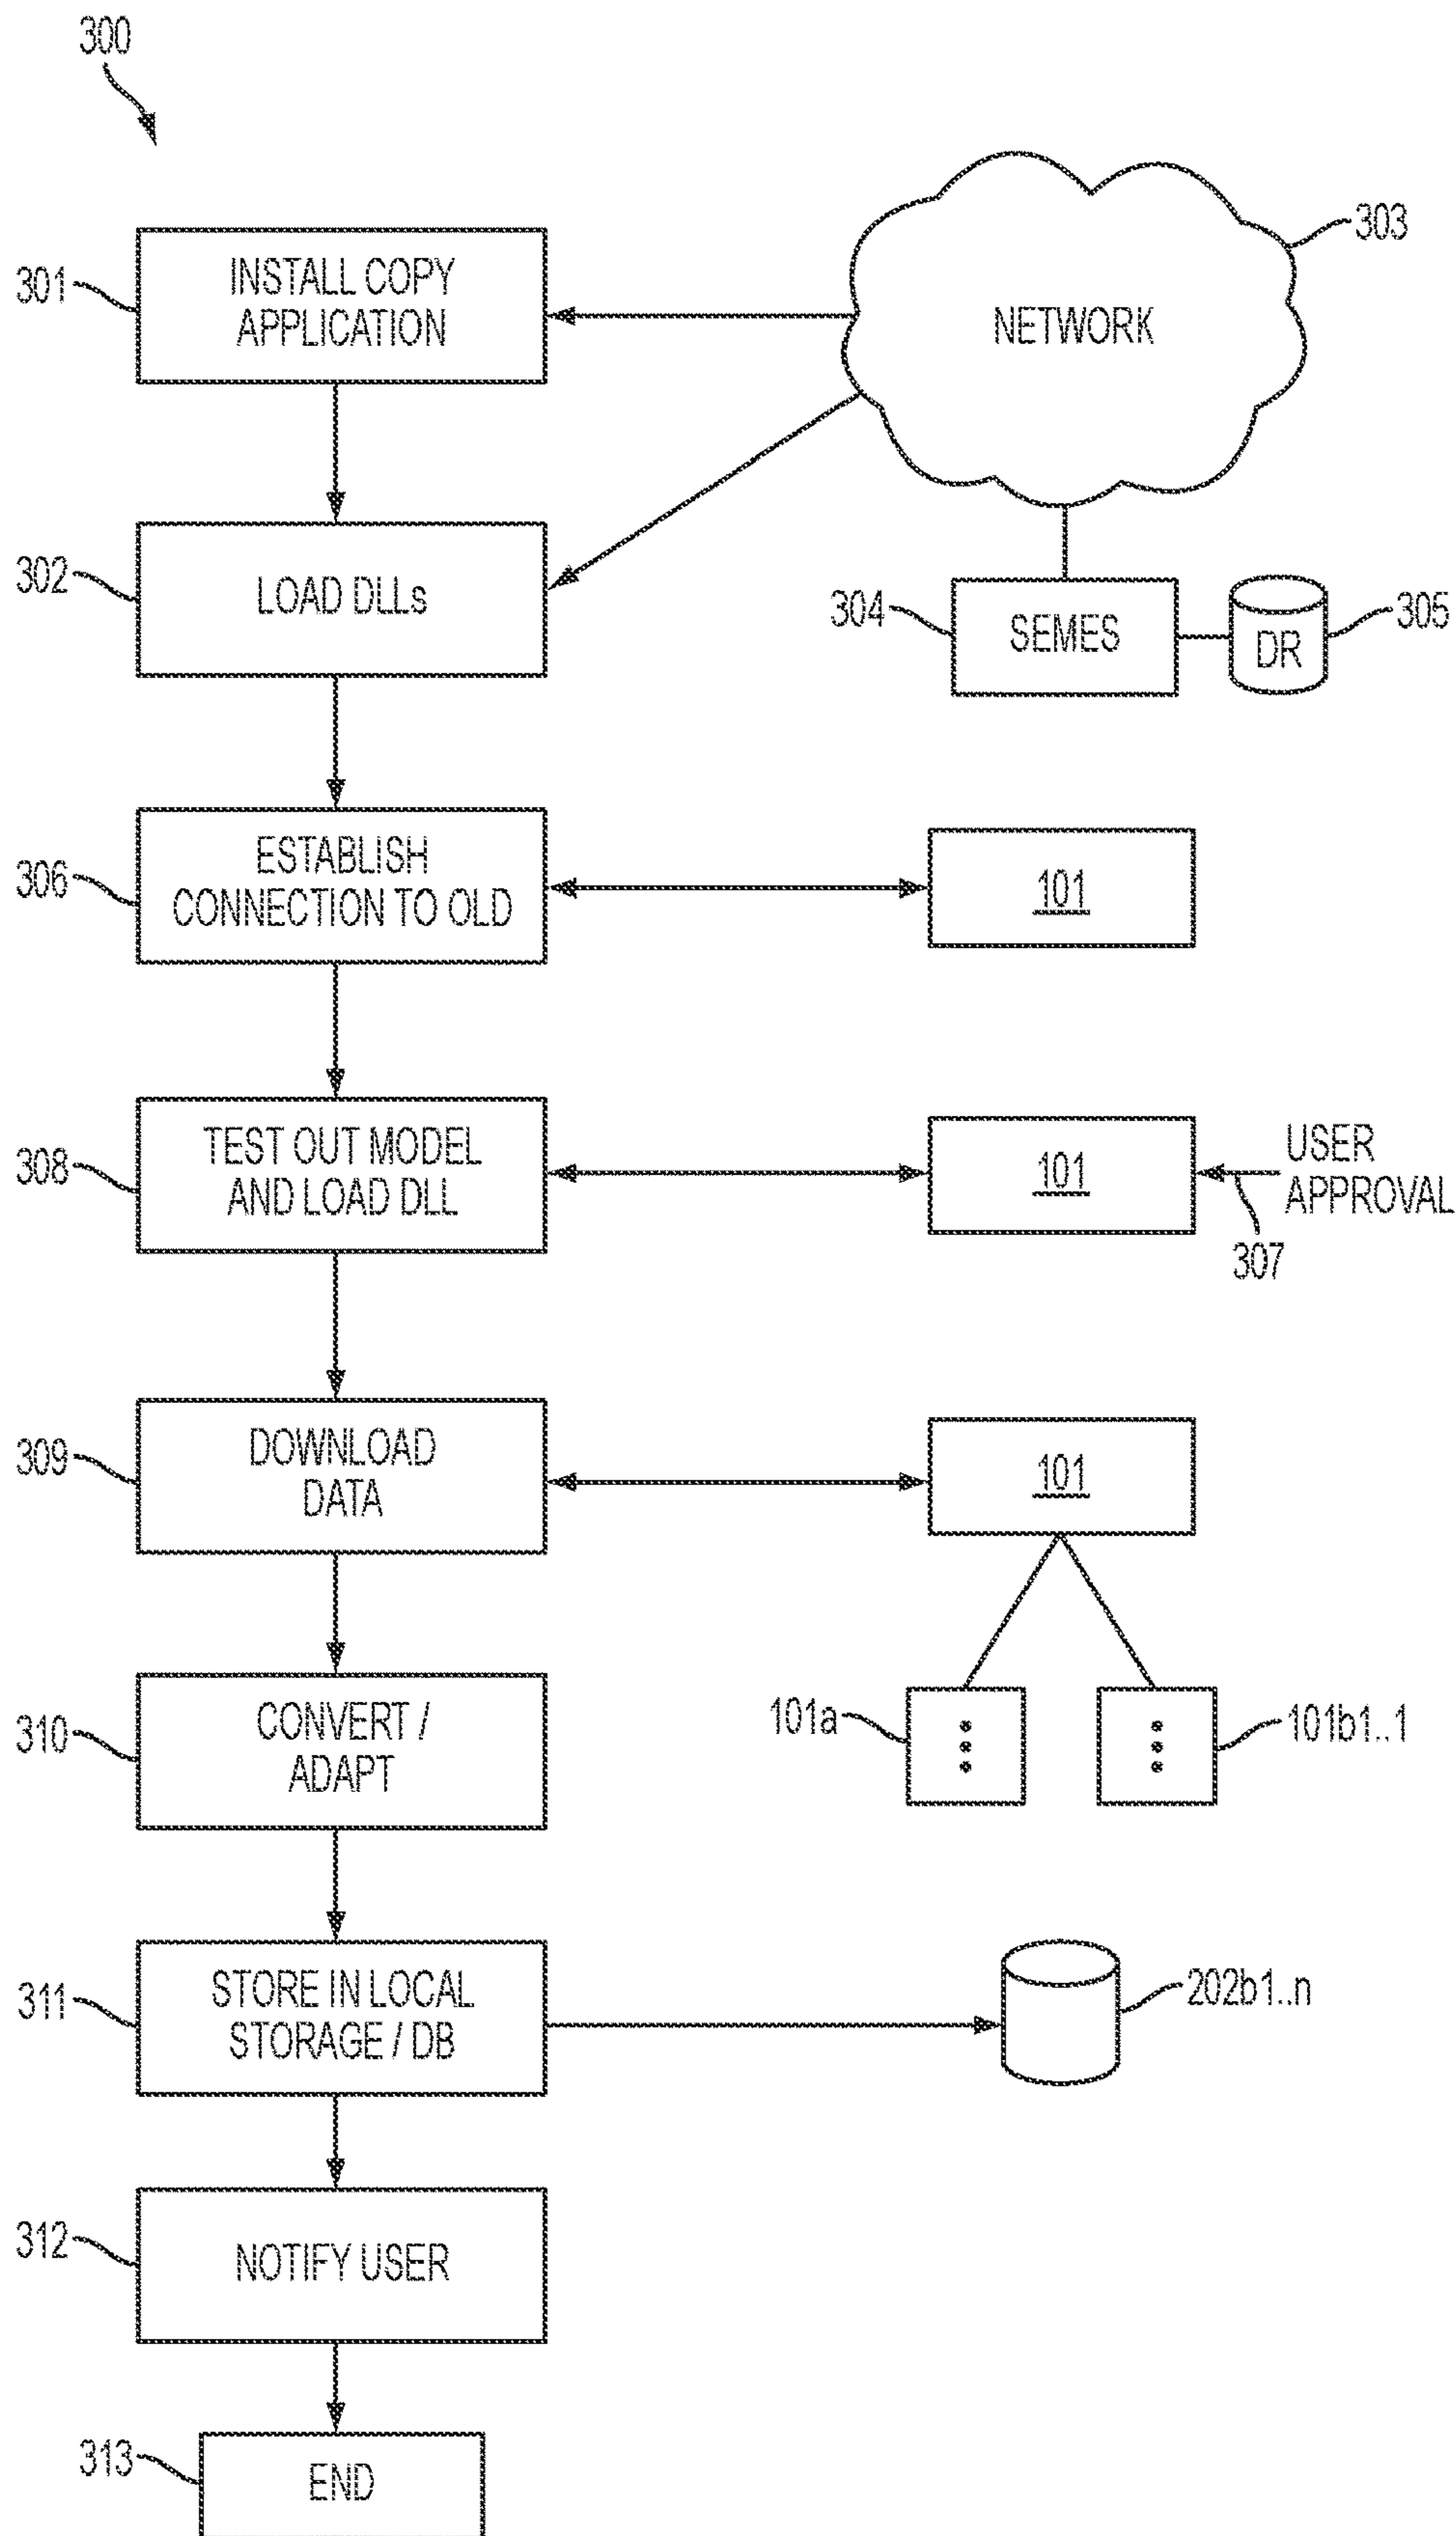 300
303
301
INSTALL COPY
APPLICATION
NETWORK
302
LOAD DLLs
304
SEMES
DR
305
306
ESTABLISH
CONNECTION TO OLD
101
308
TEST OUT MODEL
AND LOAD DLL
101
USER
APPROVAL
307
309
DOWNLOAD
DATA
101
310
CONVERT /
ADAPT
101a
101b1..1
311
STORE IN LOCAL
STORAGE / DB
202b1..n
312
NOTIFY USER
313
END